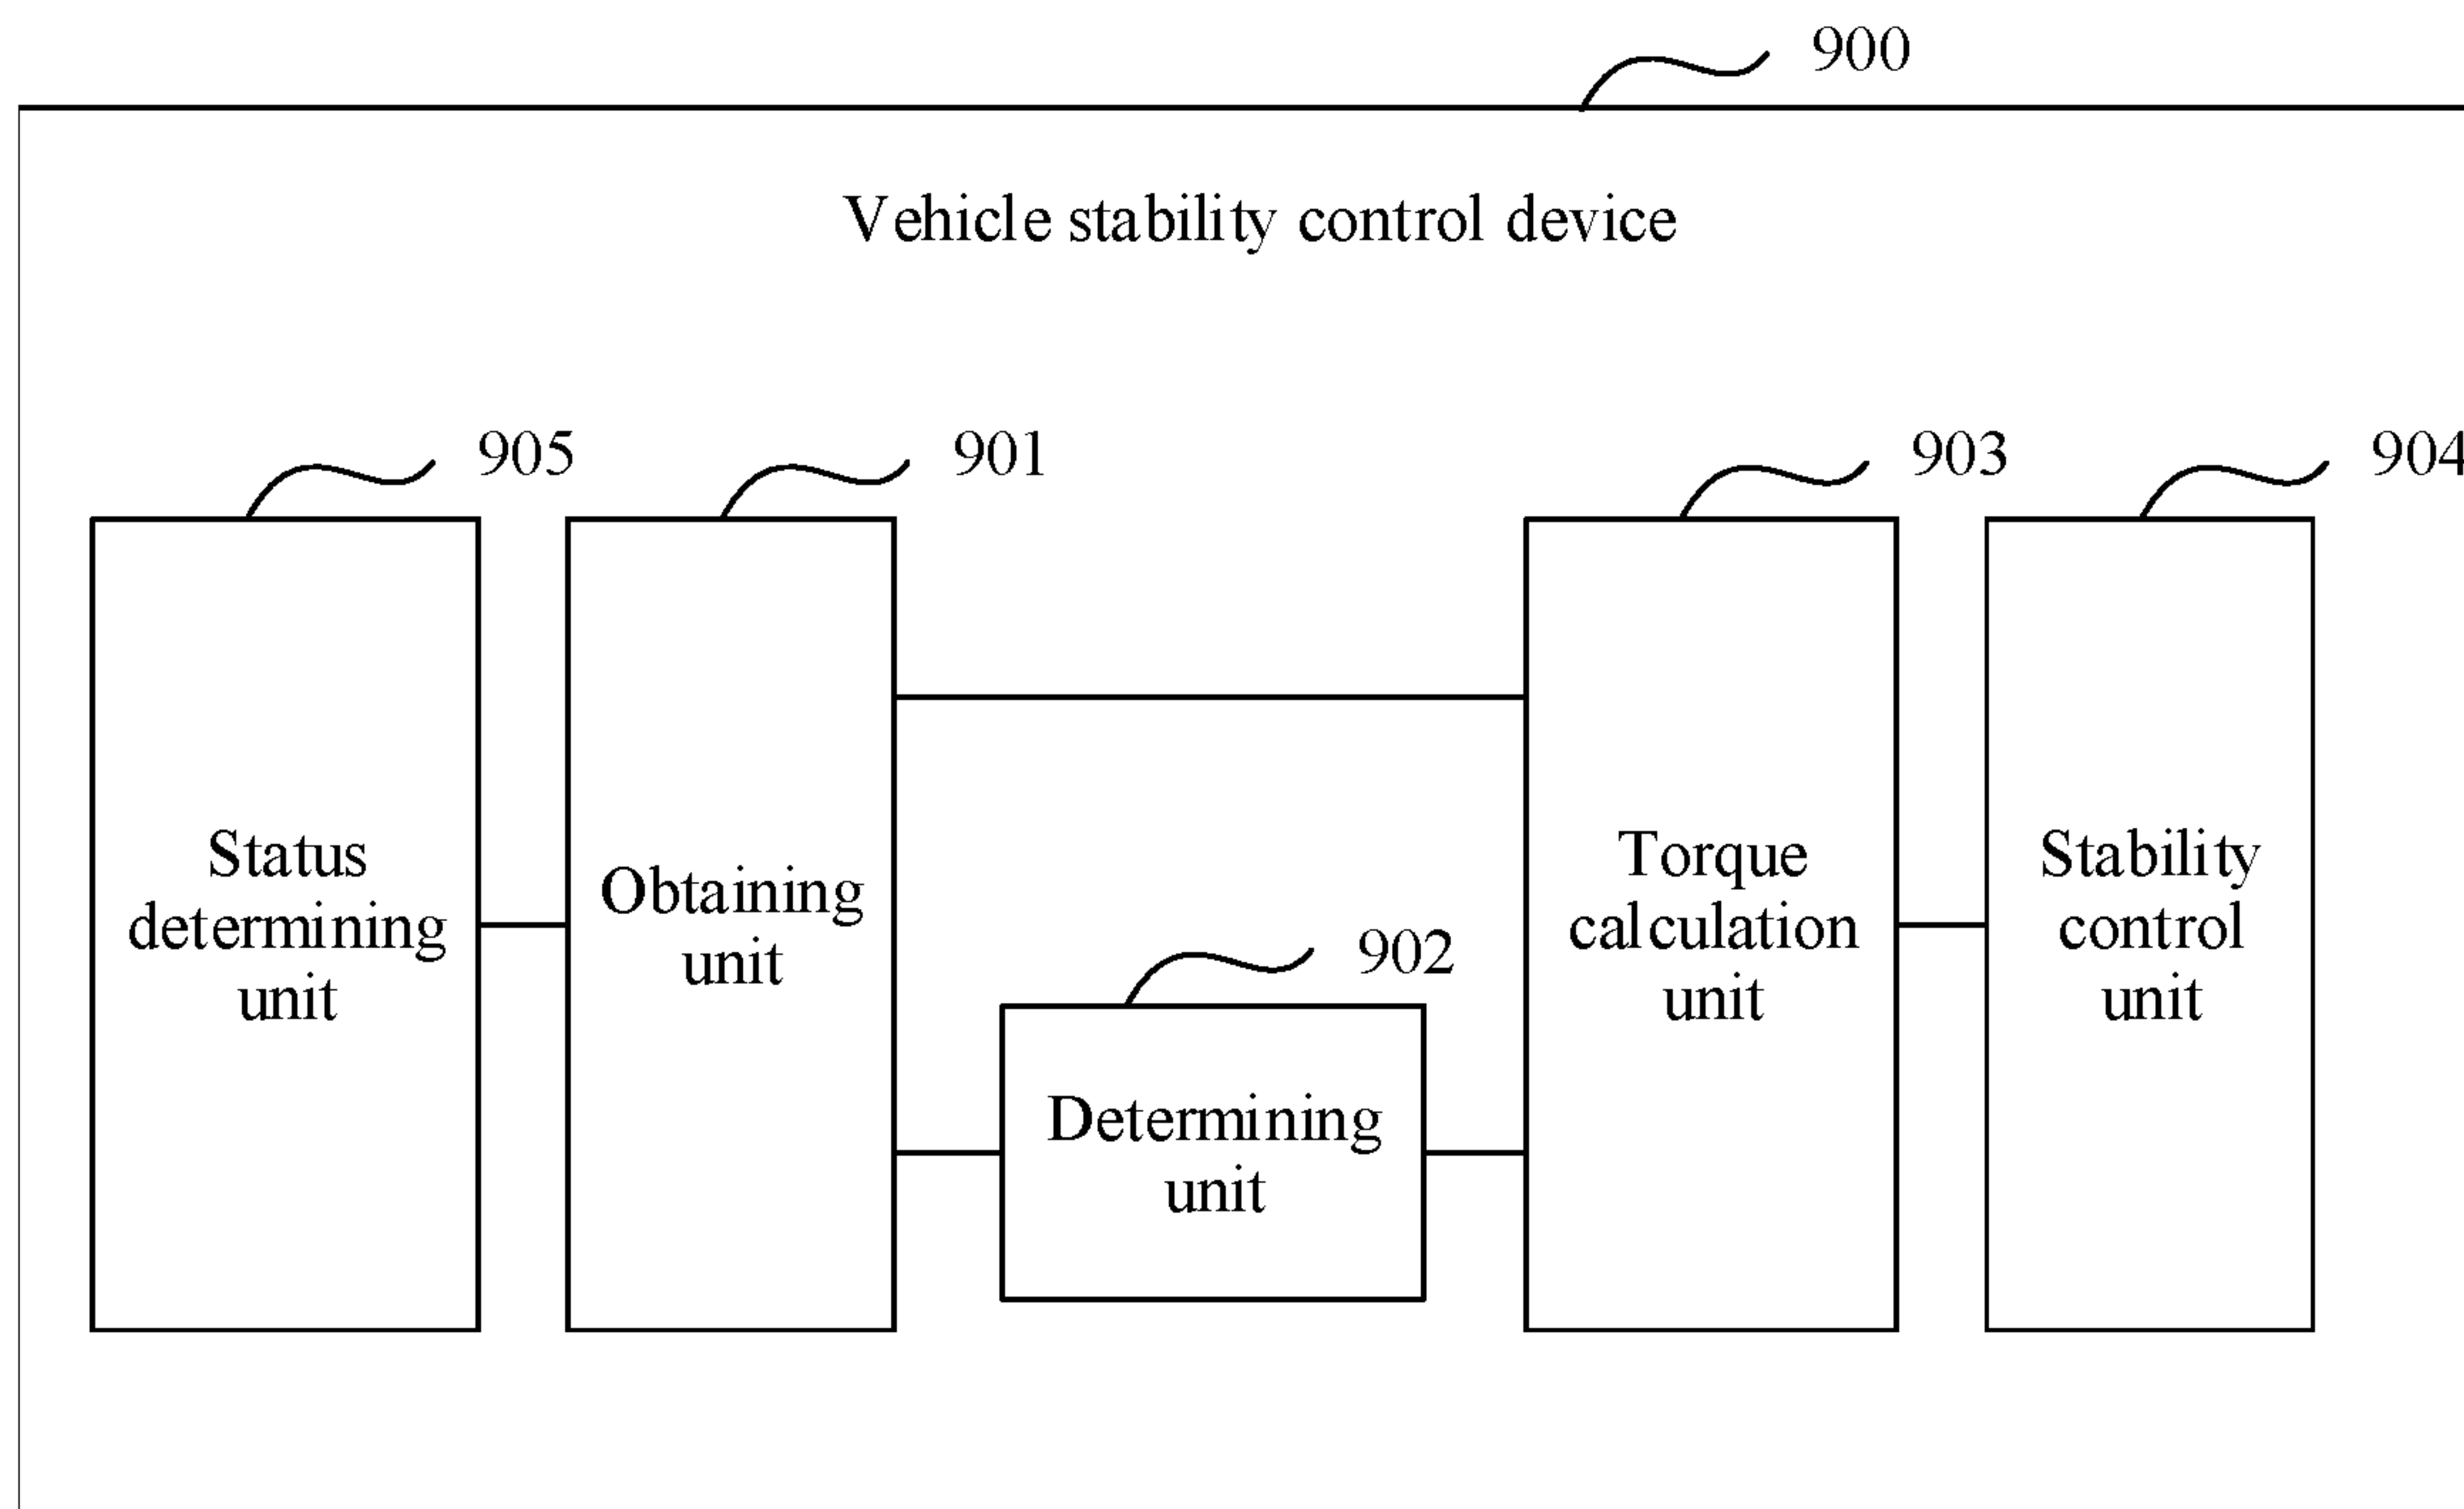 900
Vehicle stability control device
905
901
903
904
Status
determining
unit
Obtaining
unit
902
Determining
unit
Torque
calculation
unit
Stability
control
unit